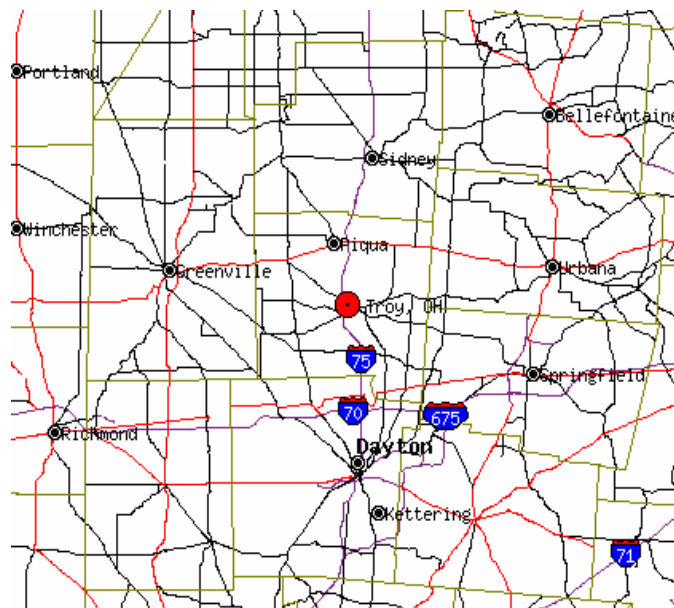 Portland
Bellefontaine
Sidney
Winchester
Piqua
Greenville
Urbana
Troy, OH
75
Springfield
70
675
Richmond
Dayton
Kettering
71